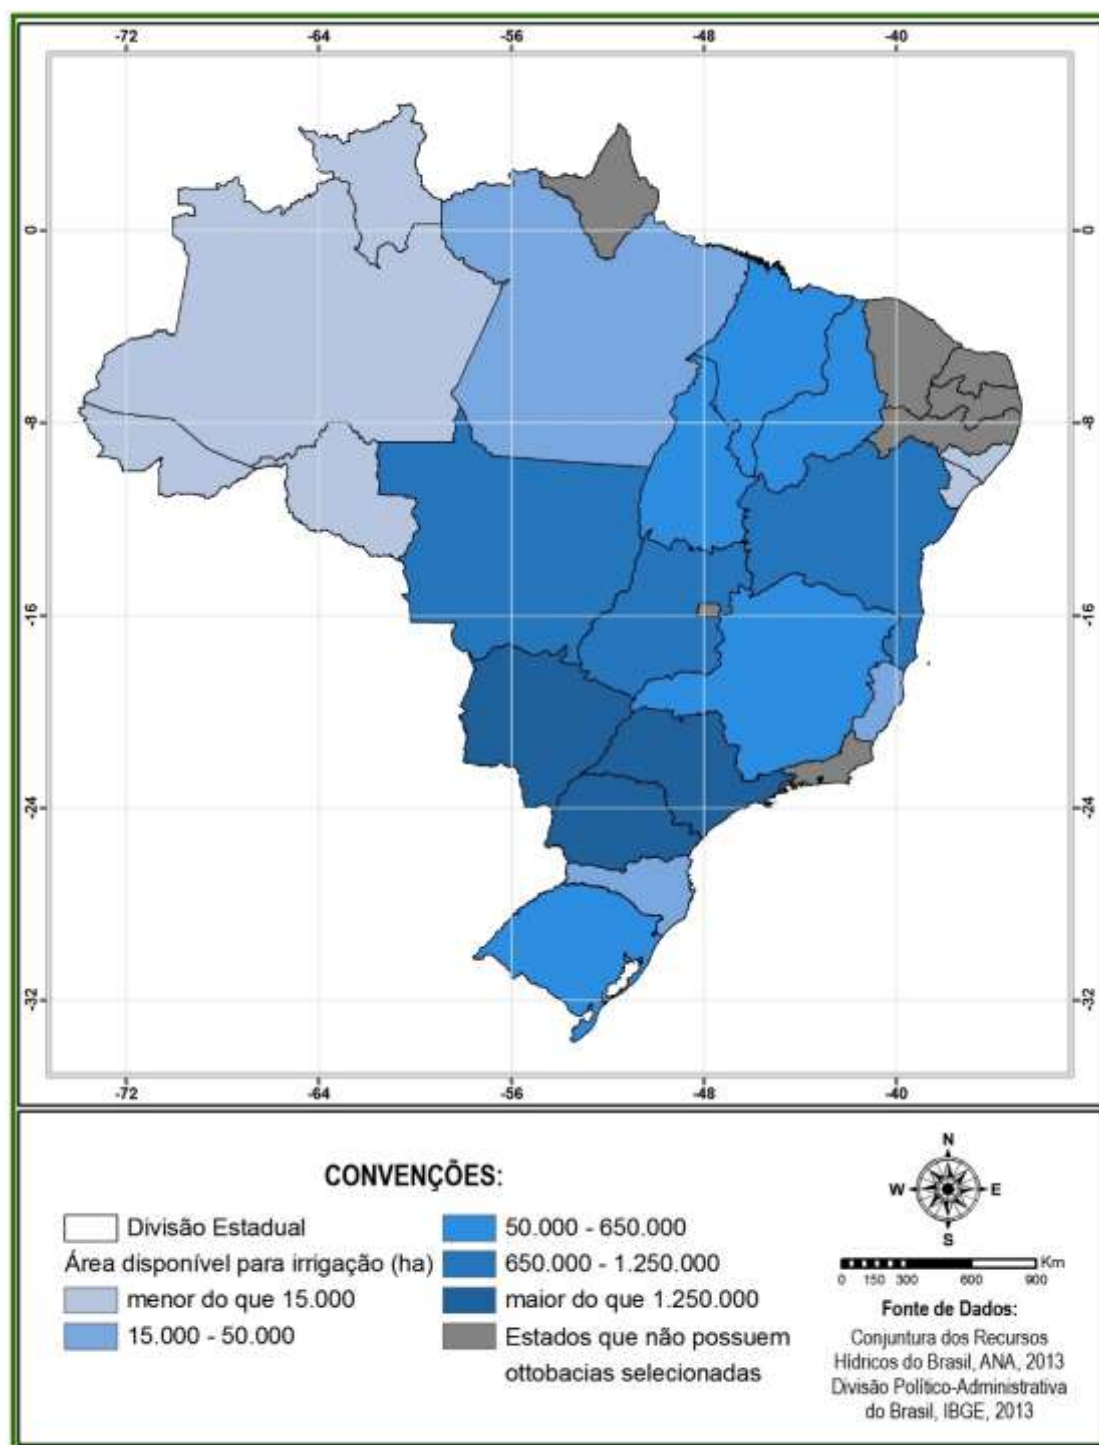 -72 -64 -56 -48 -40
0 0
-8 -8
-16 -16
-24 -24
-32 -32
-72 -64 -56 -48 -40
CONVENÇÕES:
Divisão Estadual
Área disponível para irrigação (ha)
menor do que 15.000
15.000 - 50.000
50.000 - 650.000
650.000 - 1.250.000
maior do que 1.250.000
Estados que não possuem
ottobacias selecionadas
N
W E
S
Km
0 150 300 600 900
Fonte de Dados:
Conjuntura dos Recursos
Hídricos do Brasil, ANA, 2013
Divisão Político-Administrativa
do Brasil, IBGE, 2013